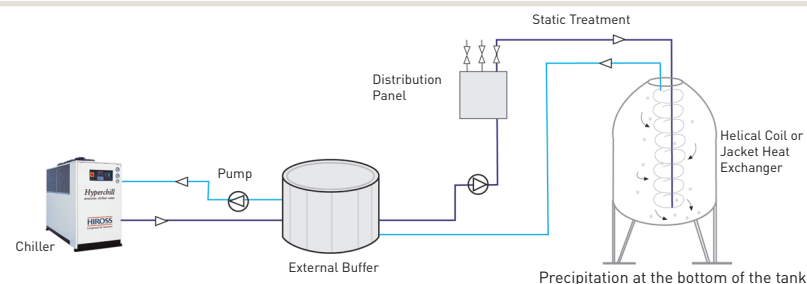 Static Treatment
Distribution
Panel
Helical Coil or
Jacket Heat
Exchanger
Pump
Hyperchill
HIROSS
Chiller
External Buffer
Precipitation at the bottom of the tank